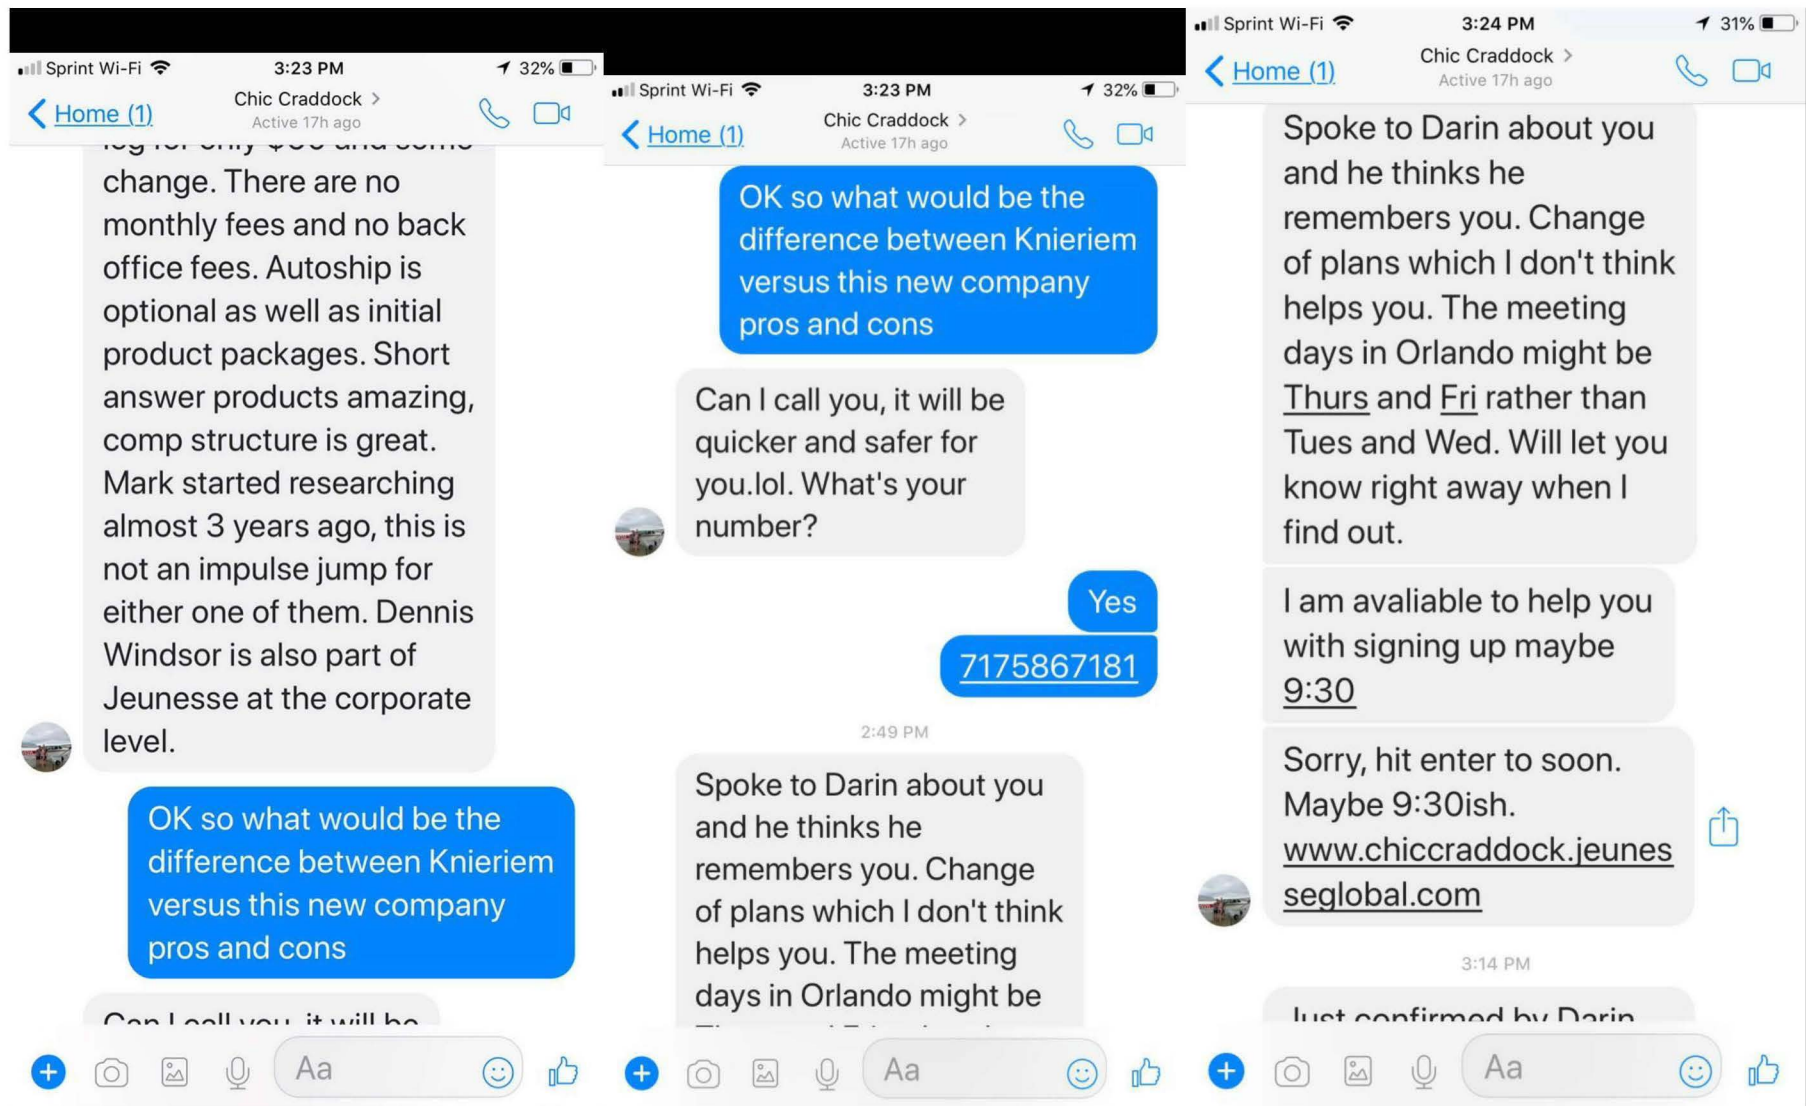 Sprint Wi-Fi 3:23 PM 32%
Home (1) Chic Craddock >
Active 17h ago
change. There are no
monthly fees and no back
office fees. Autoship is
optional as well as initial
product packages. Short
answer products amazing,
comp structure is great.
Mark started researching
almost 3 years ago, this is
not an impulse jump for
either one of them. Dennis
Windsor is also part of
Jeunesse at the corporate
level.
OK so what would be the
difference between Knieriem
versus this new company
pros and cons
Can I call you, it will be
Aa
Sprint Wi-Fi 3:23 PM 32%
Home (1) Chic Craddock >
Active 17h ago
OK so what would be the
difference between Knieriem
versus this new company
pros and cons
Can I call you, it will be
quicker and safer for
you.lol. What's your
number?
Yes
7175867181
2:49 PM
Spoke to Darin about you
and he thinks he
remembers you. Change
of plans which I don't think
helps you. The meeting
days in Orlando might be
Aa
Sprint Wi-Fi 3:24 PM 31%
Home (1) Chic Craddock >
Active 17h ago
Spoke to Darin about you
and he thinks he
remembers you. Change
of plans which I don't think
helps you. The meeting
days in Orlando might be
Thurs and Fri rather than
Tues and Wed. Will let you
know right away when I
find out.
I am avaliable to help you
with signing up maybe
9:30
Sorry, hit enter to soon.
Maybe 9:30ish.
www.chiccraddock.jeunes
seglobal.com
3:14 PM
Just confirmed by Darin
Aa